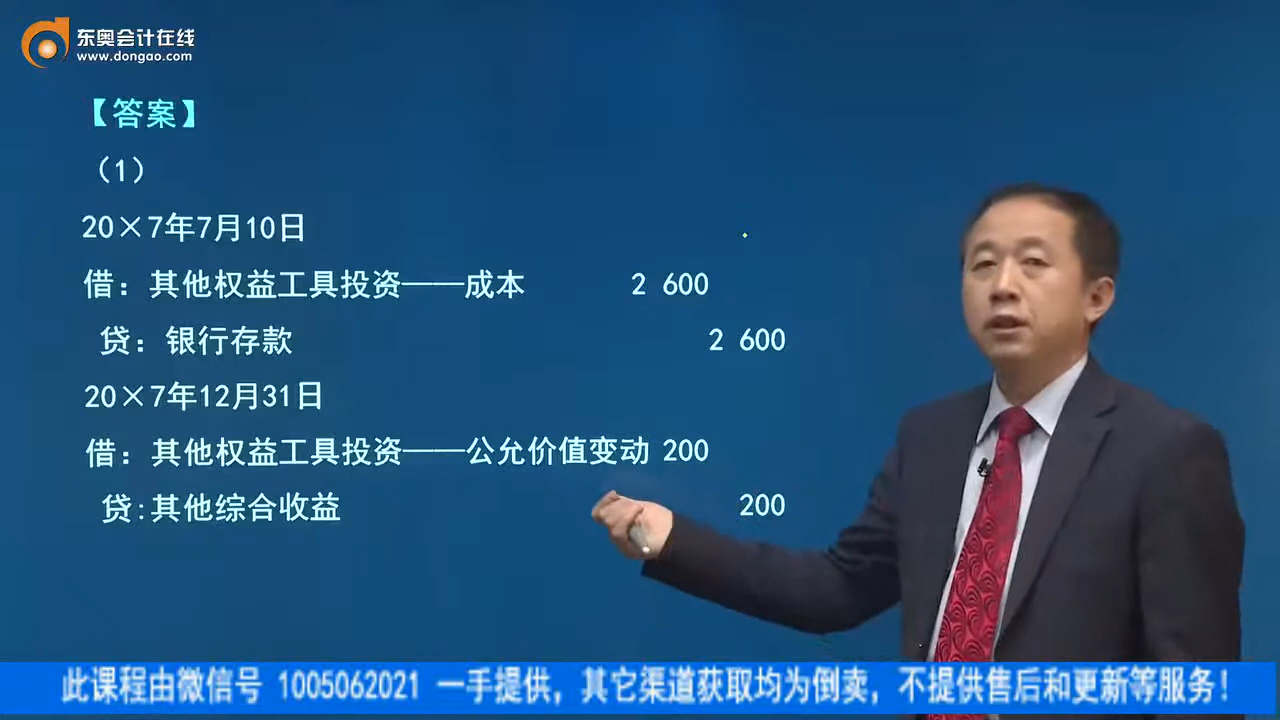 东奥会计在线
www.dongao.com
【答案】
（1）
20×7年7月10日
借：其他权益工具投资——成本 2 600
贷：银行存款 2 600
20×7年12月31日
借：其他权益工具投资——公允价值变动 200
贷:其他综合收益 200
此课程由微信号 1005062021 一手提供，其它渠道获取均为倒卖，不提供售后和更新等服务！